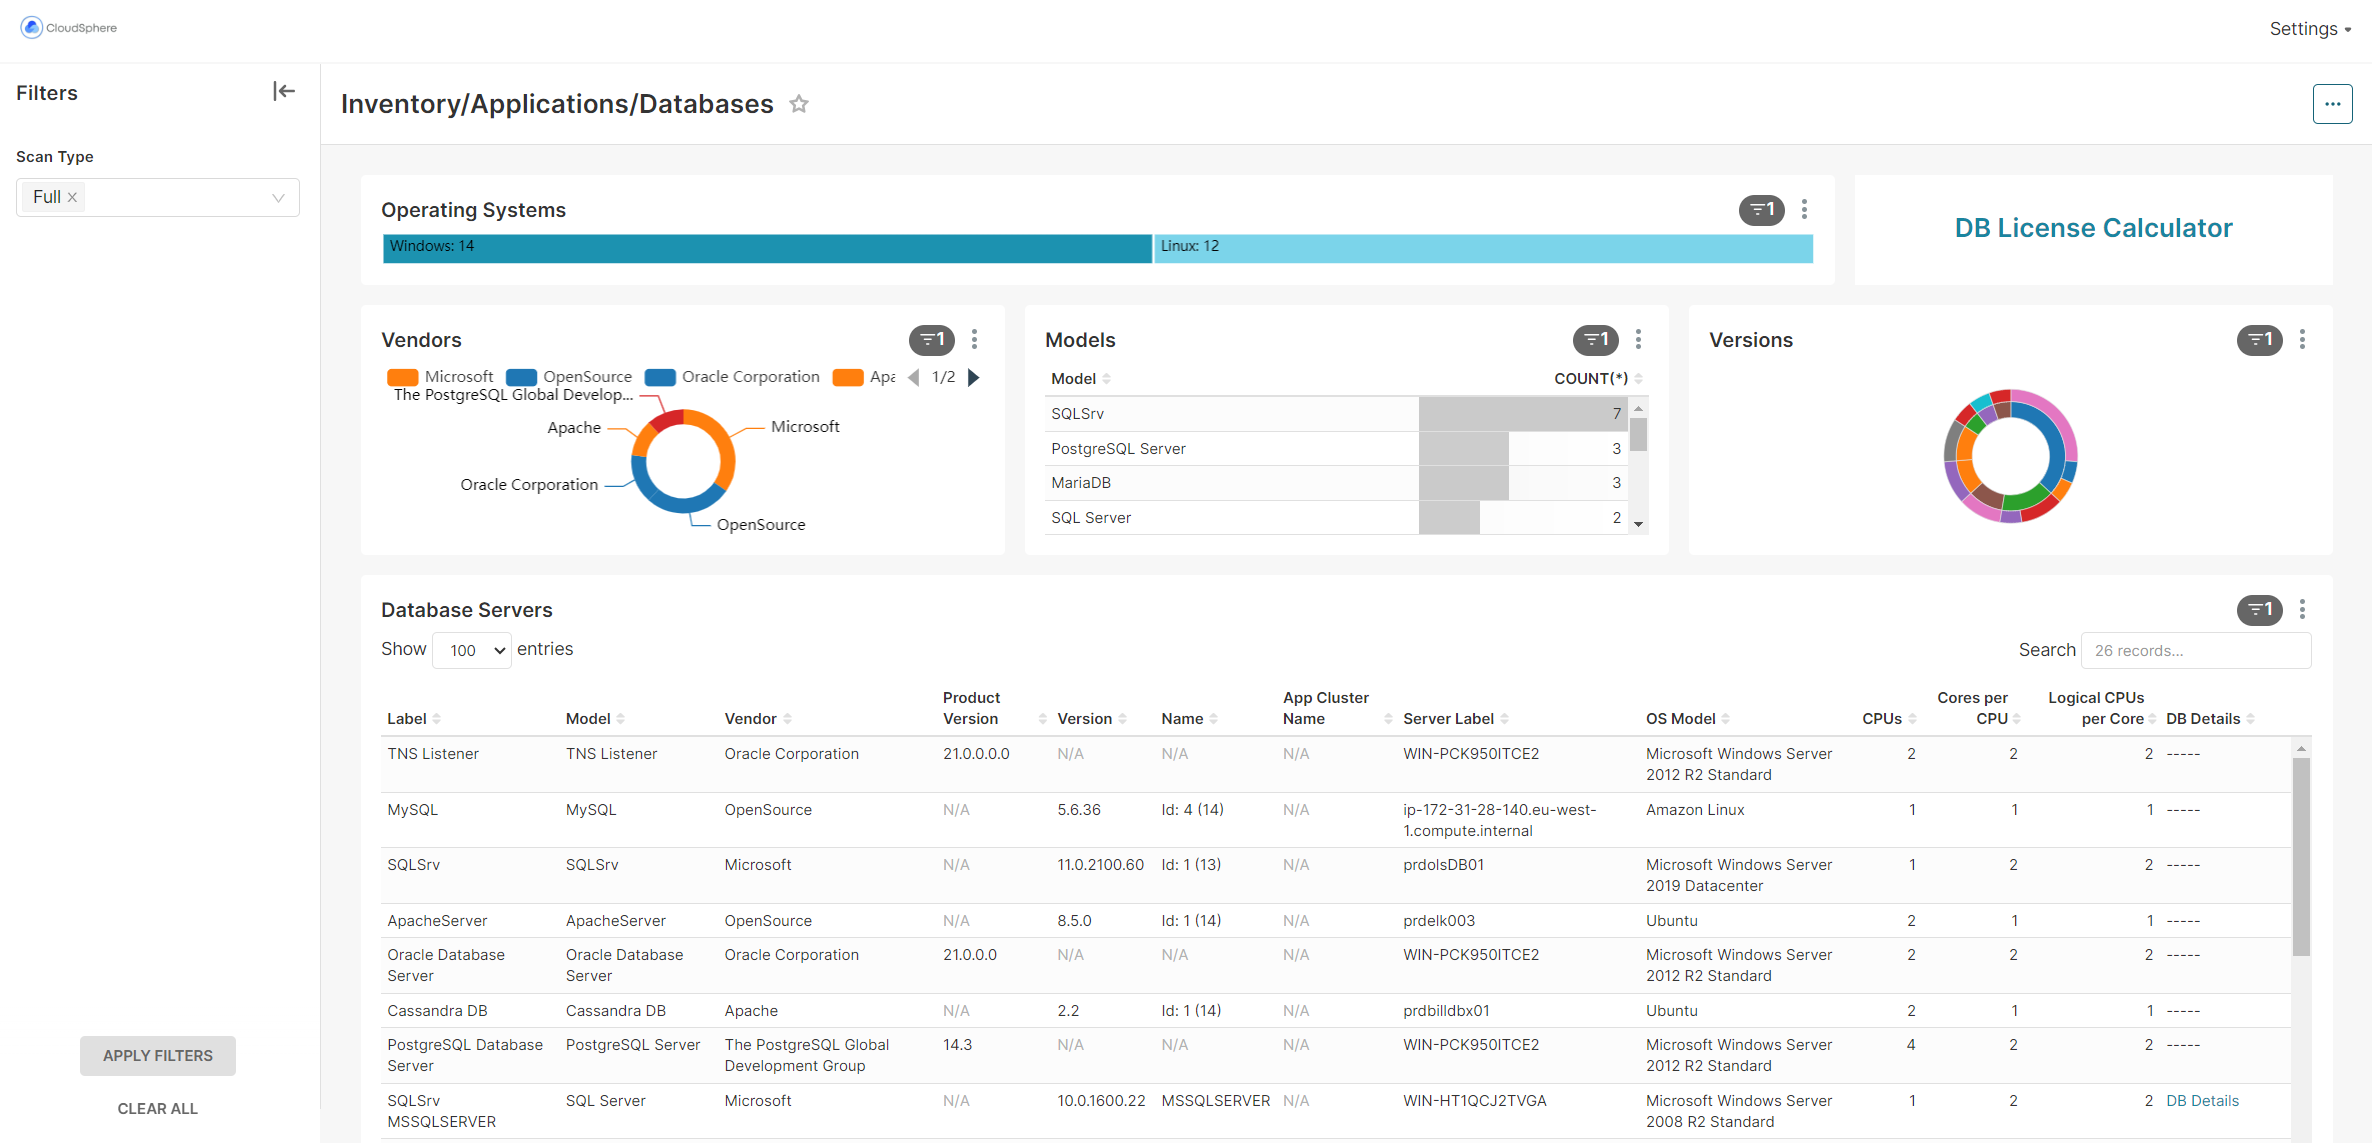 CloudSphere
Settings
Filters
Inventory/Applications/Databases
Scan Type
Full
Operating Systems
1
Windows: 14
Linux: 12
DB License Calculator
Vendors
1
Microsoft OpenSource Oracle Corporation Apa 1/2
The PostgreSQL Global Develop...
Apache
Microsoft
Oracle Corporation
OpenSource
Models
1
Model COUNT(*)
SQLSrv 7
PostgreSQL Server 3
MariaDB 3
SQL Server 2
Versions
1
Database Servers
1
Show 100 entries
Search 26 records...
Label Model Vendor Product Version Version Name App Cluster Name Server Label OS Model CPUs Cores per CPU Logical CPUs per Core DB Details
TNS Listener TNS Listener Oracle Corporation 21.0.0.0.0 N/A N/A N/A WIN-PCK950ITCE2 Microsoft Windows Server 2012 R2 Standard 2 2 2 -----
MySQL MySQL OpenSource N/A 5.6.36 Id: 4 (14) N/A ip-172-31-28-140.eu-west-1.compute.internal Amazon Linux 1 1 1 -----
SQLSrv SQLSrv Microsoft N/A 11.0.2100.60 Id: 1 (13) N/A prdolsDB01 Microsoft Windows Server 2019 Datacenter 1 2 2 -----
ApacheServer ApacheServer OpenSource N/A 8.5.0 Id: 1 (14) N/A prdelk003 Ubuntu 2 1 1 -----
Oracle Database Server Oracle Database Server Oracle Corporation 21.0.0.0 N/A N/A N/A WIN-PCK950ITCE2 Microsoft Windows Server 2012 R2 Standard 2 2 2 -----
Cassandra DB Cassandra DB Apache N/A 2.2 Id: 1 (14) N/A prdbilldbx01 Ubuntu 2 1 1 -----
PostgreSQL Database Server PostgreSQL Server The PostgreSQL Global Development Group 14.3 N/A N/A N/A WIN-PCK950ITCE2 Microsoft Windows Server 2012 R2 Standard 4 2 2 -----
SQLSrv MSSQLSERVER SQL Server Microsoft N/A 10.0.1600.22 MSSQLSERVER N/A WIN-HT1QCJ2TVGA Microsoft Windows Server 2008 R2 Standard 1 2 2 DB Details
APPLY FILTERS
CLEAR ALL